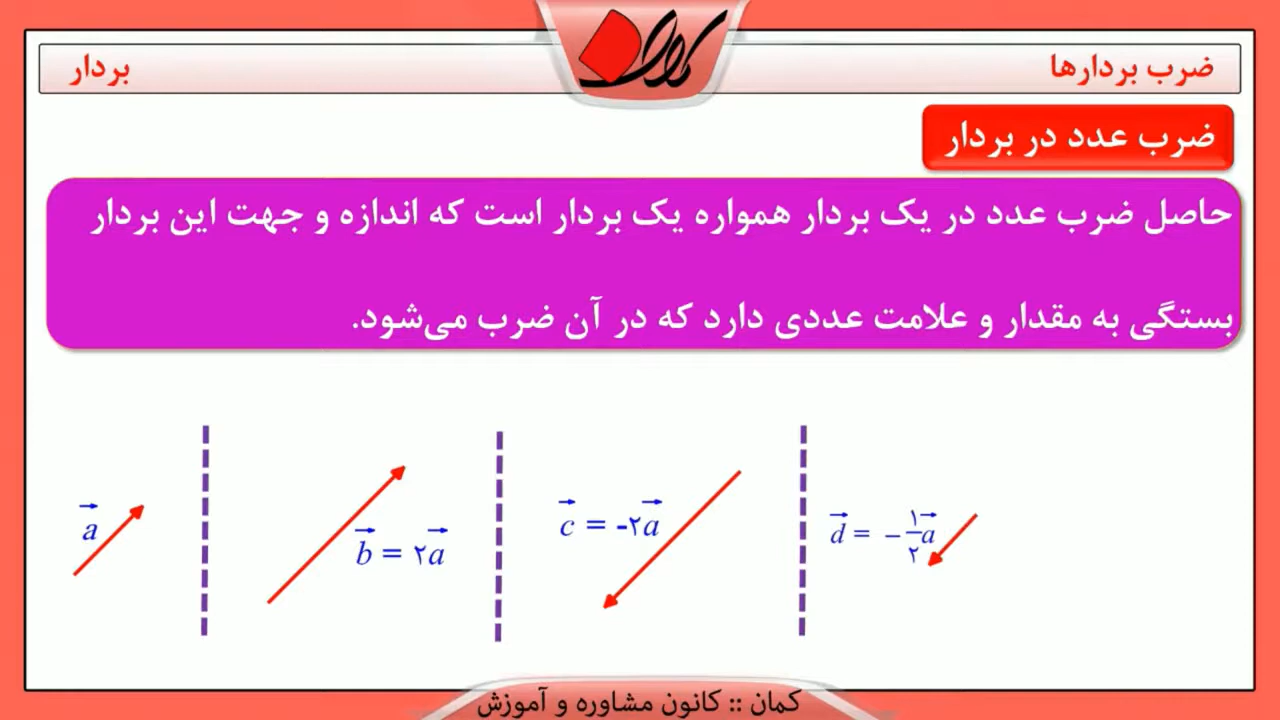 ضرب بردارها
بردار
ضرب عدد در بردار
حاصل ضرب عدد در یک بردار همواره یک بردار است که اندازه و جهت این بردار
بستگی به مقدار و علامت عددی دارد که در آن ضرب می‌شود.
a⃗
b⃗ = ۲a⃗
c⃗ = -۲a⃗
d⃗ = −۱/۲a⃗
کمان :: کانون مشاوره و آموزش